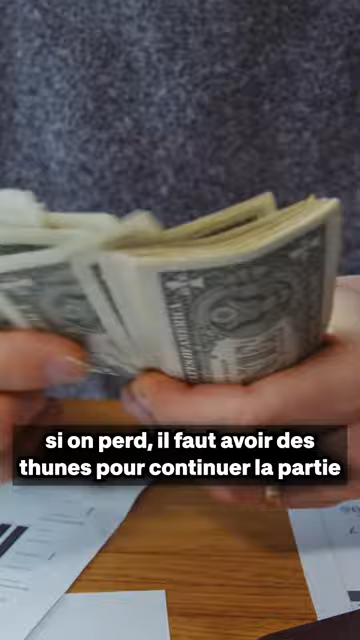 si on perd, il faut avoir des
thunes pour continuer la partie